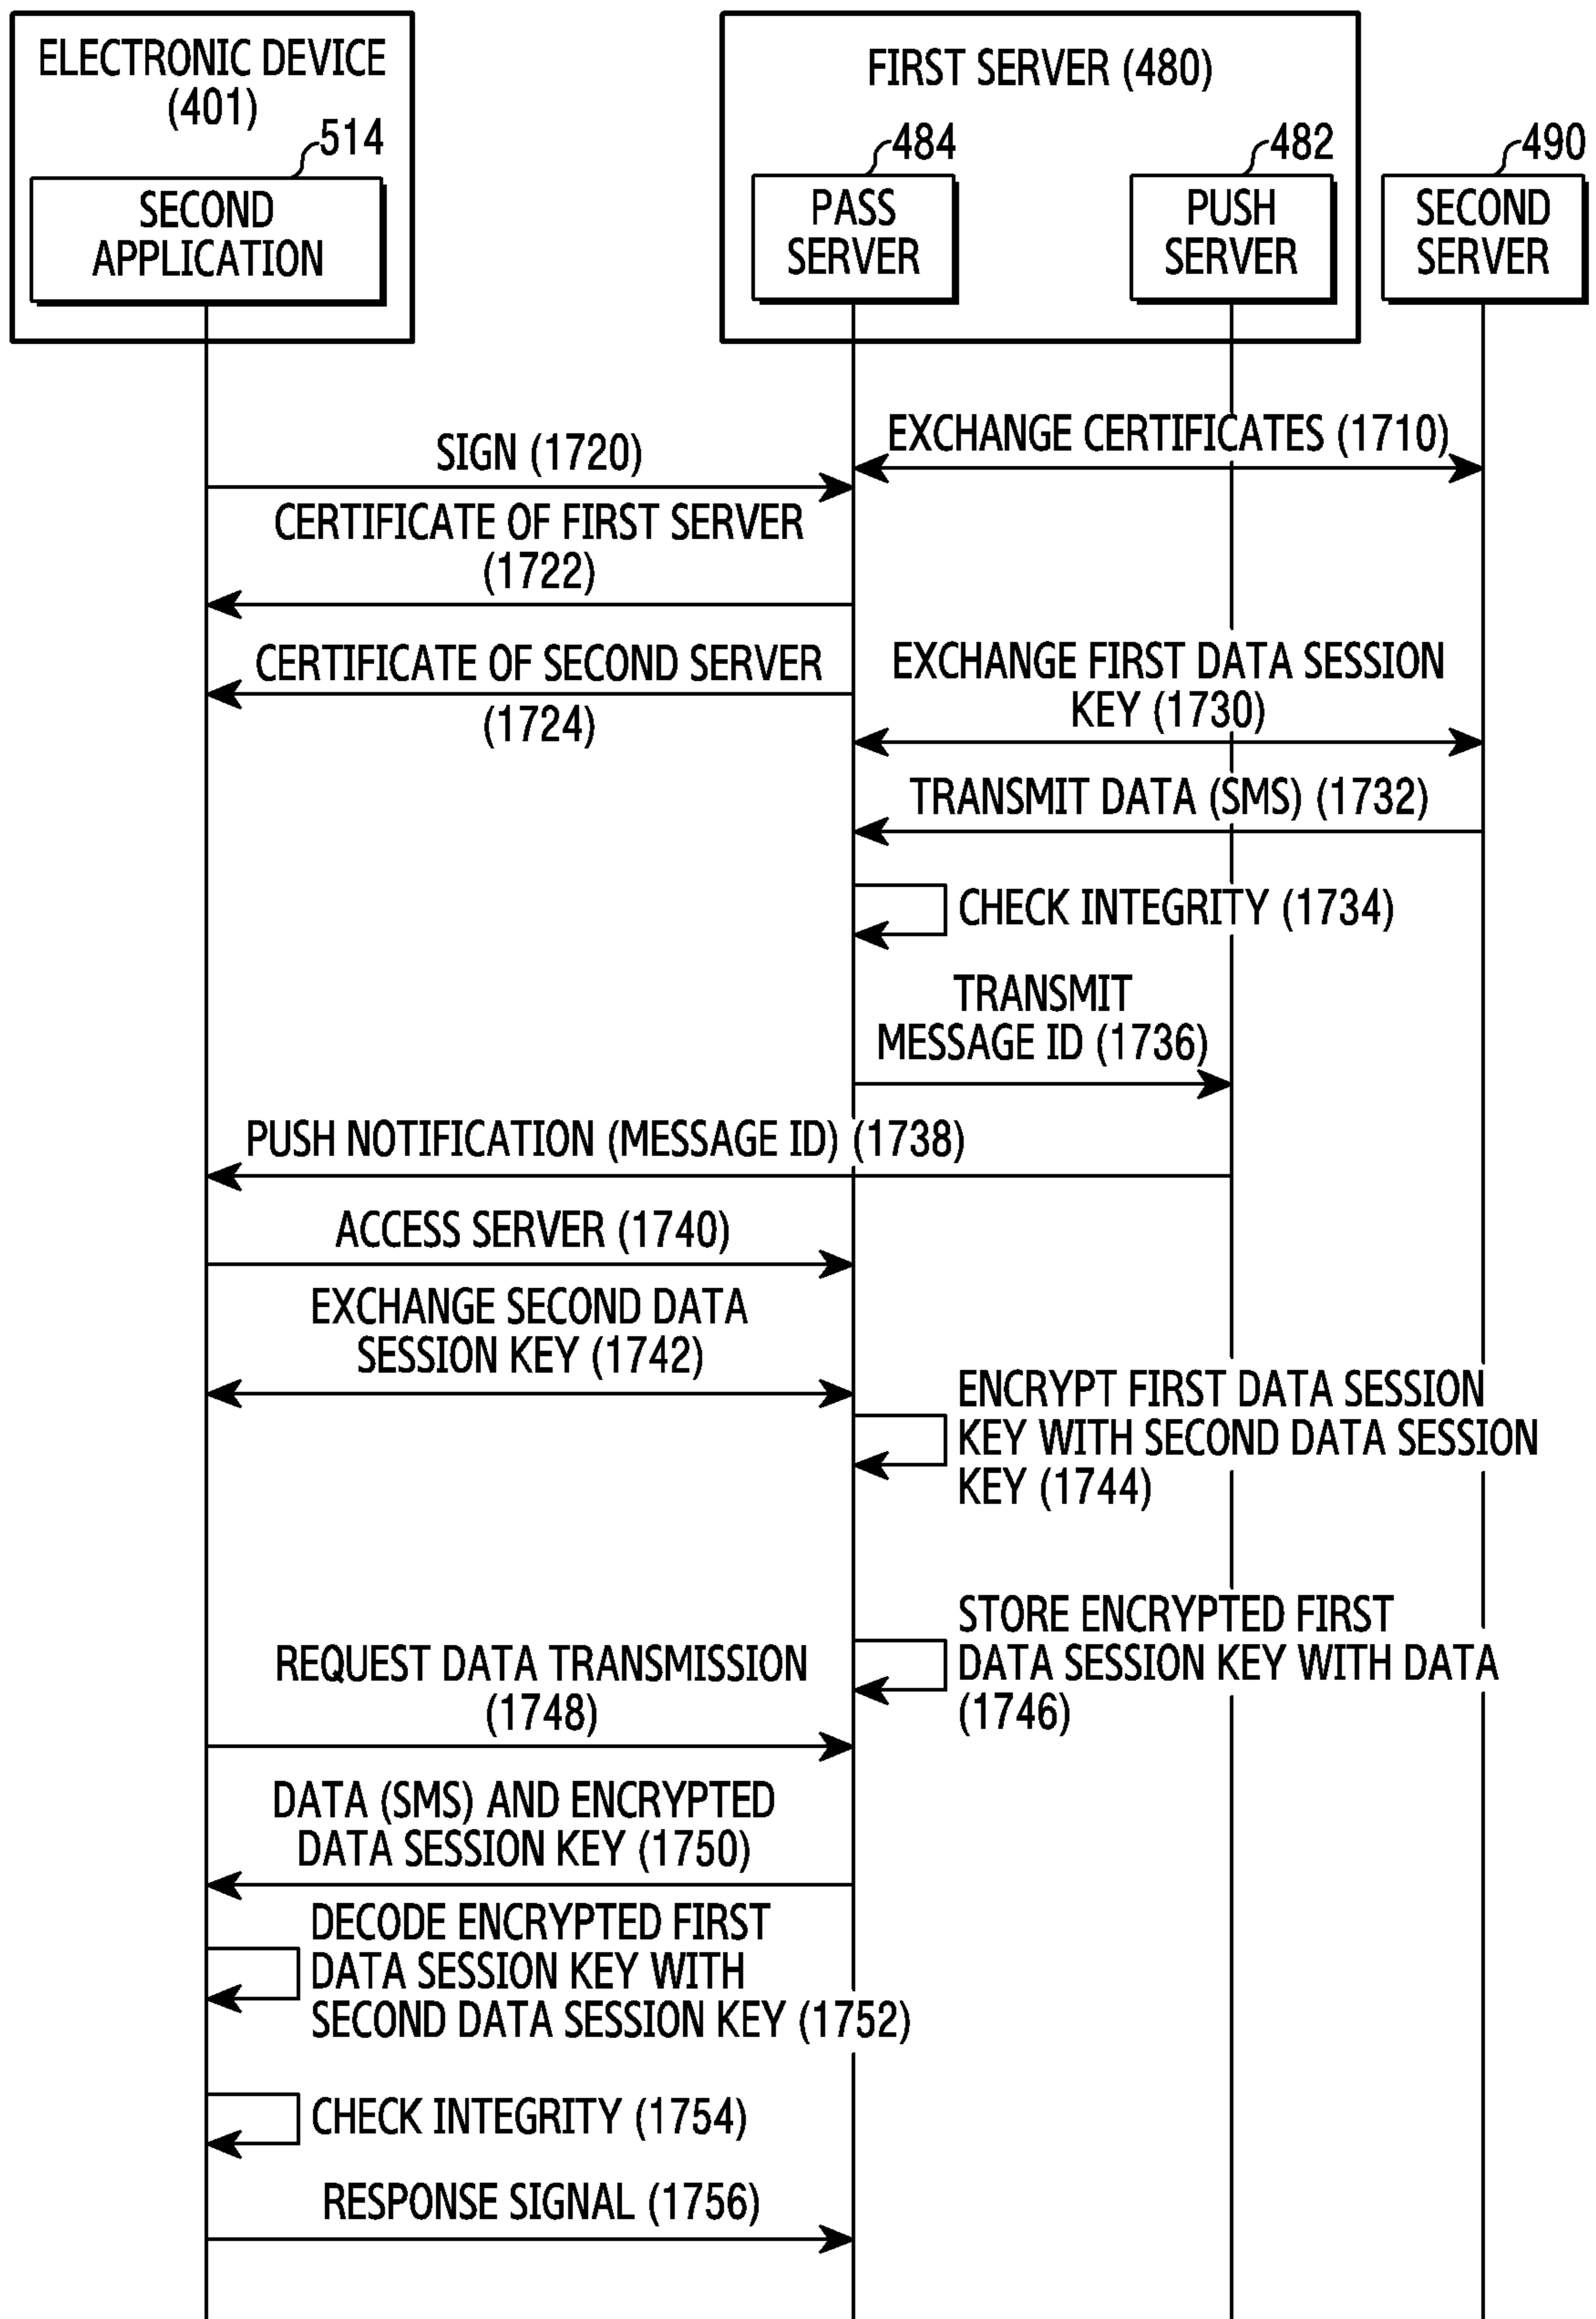 ELECTRONIC DEVICE
(401)
514
SECOND
APPLICATION
FIRST SERVER (480)
484
PASS
SERVER
482
PUSH
SERVER
490
SECOND
SERVER
EXCHANGE CERTIFICATES (1710)
SIGN (1720)
CERTIFICATE OF FIRST SERVER
(1722)
CERTIFICATE OF SECOND SERVER
(1724)
EXCHANGE FIRST DATA SESSION
KEY (1730)
TRANSMIT DATA (SMS) (1732)
CHECK INTEGRITY (1734)
TRANSMIT
MESSAGE ID (1736)
PUSH NOTIFICATION (MESSAGE ID) (1738)
ACCESS SERVER (1740)
EXCHANGE SECOND DATA
SESSION KEY (1742)
ENCRYPT FIRST DATA SESSION
KEY WITH SECOND DATA SESSION
KEY (1744)
STORE ENCRYPTED FIRST
DATA SESSION KEY WITH DATA
(1746)
REQUEST DATA TRANSMISSION
(1748)
DATA (SMS) AND ENCRYPTED
DATA SESSION KEY (1750)
DECODE ENCRYPTED FIRST
DATA SESSION KEY WITH
SECOND DATA SESSION KEY (1752)
CHECK INTEGRITY (1754)
RESPONSE SIGNAL (1756)